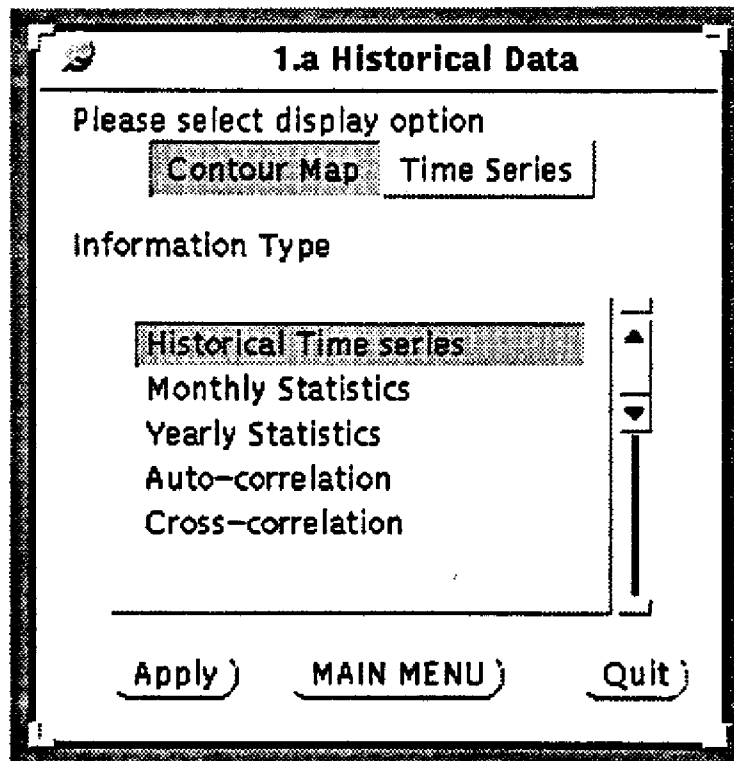 1.a Historical Data
Please select display option
Contour Map Time Series
Information Type
Historical Time series
Monthly Statistics
Yearly Statistics
Auto-correlation
Cross-correlation
Apply MAIN MENU Quit